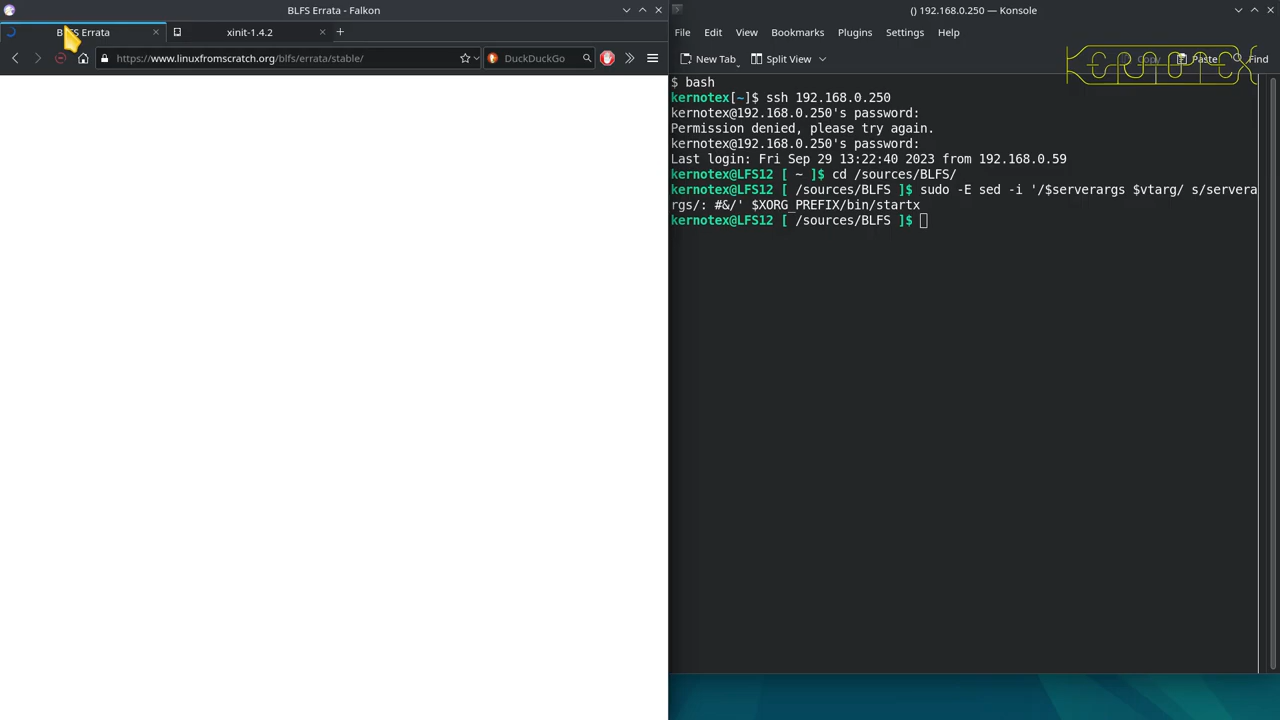 BLFS Errata - Falkon
BLFS Errata
xinit-1.4.2
https://www.linuxfromscratch.org/blfs/errata/stable/
DuckDuckGo
() 192.168.0.250 — Konsole
File Edit View Bookmarks Plugins Settings Help
New Tab Split View Copy Paste Find
KERNOTEX
$ bash
kernotex[~]$ ssh 192.168.0.250
kernotex@192.168.0.250's password:
Permission denied, please try again.
kernotex@192.168.0.250's password:
Last login: Fri Sep 29 13:22:40 2023 from 192.168.0.59
kernotex@LFS12 [ ~ ]$ cd /sources/BLFS/
kernotex@LFS12 [ /sources/BLFS ]$ sudo -E sed -i '/$serverargs $vtarg/ s/servera
rgs/: #&/' $XORG_PREFIX/bin/startx
kernotex@LFS12 [ /sources/BLFS ]$